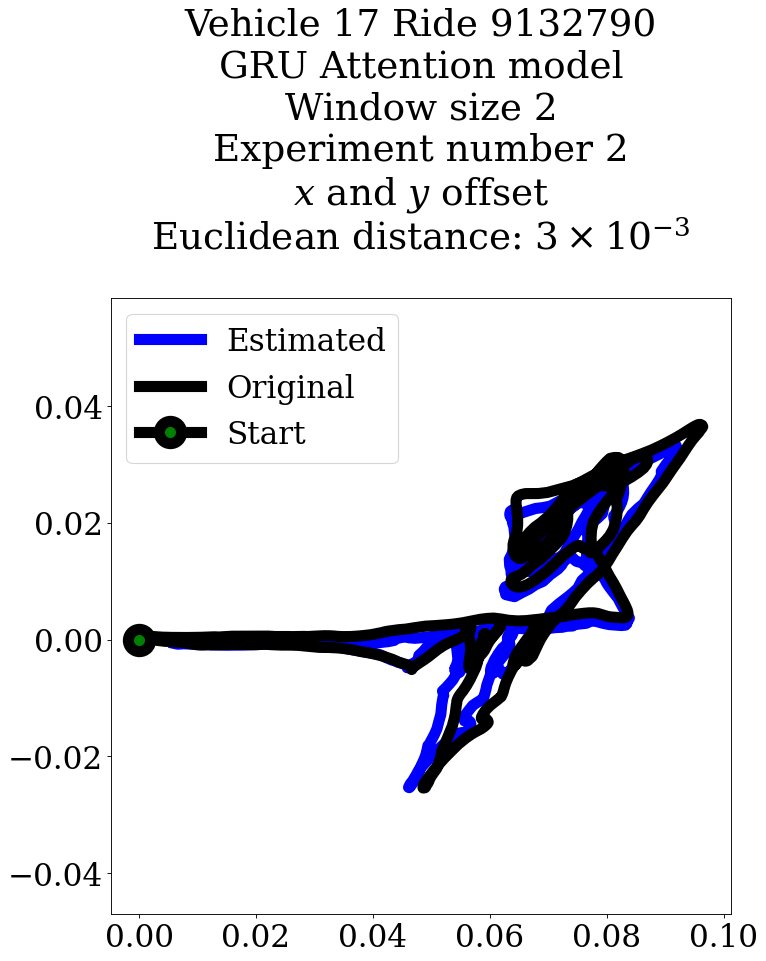 Vehicle 17 Ride 9132790
GRU Attention model
Window size 2
Experiment number 2
x and y offset
Euclidean distance: 3 × 10⁻³
Estimated
Original
Start
0.04
0.02
0.00
−0.02
−0.04
0.00 0.02 0.04 0.06 0.08 0.10